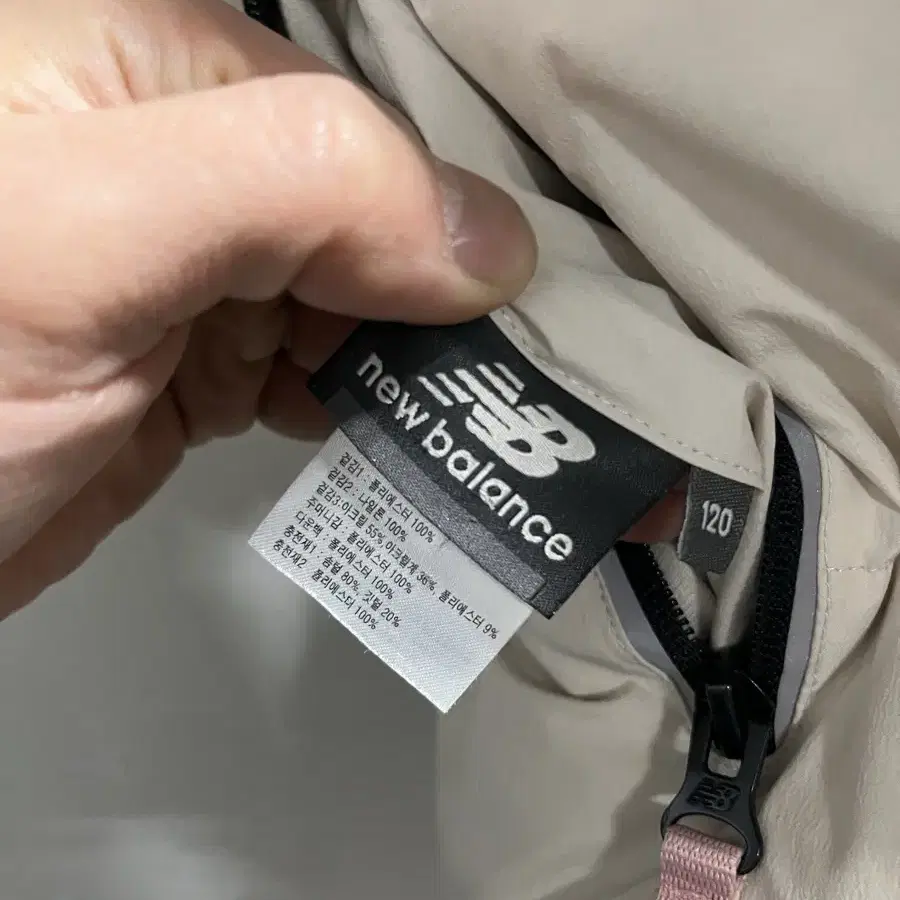 NB
new balance
120
겉감1 : 폴리에스터 100%
겉감2 : 나일론 100%
겉감3:아크릴 55% 아크릴계 36%, 폴리에스터 9%
주머니감 : 폴리에스터 100%
다운백 : 폴리에스터 100%
충전재1 : 솜털 80%, 깃털 20%
충전재2 : 폴리에스터 100%
NB